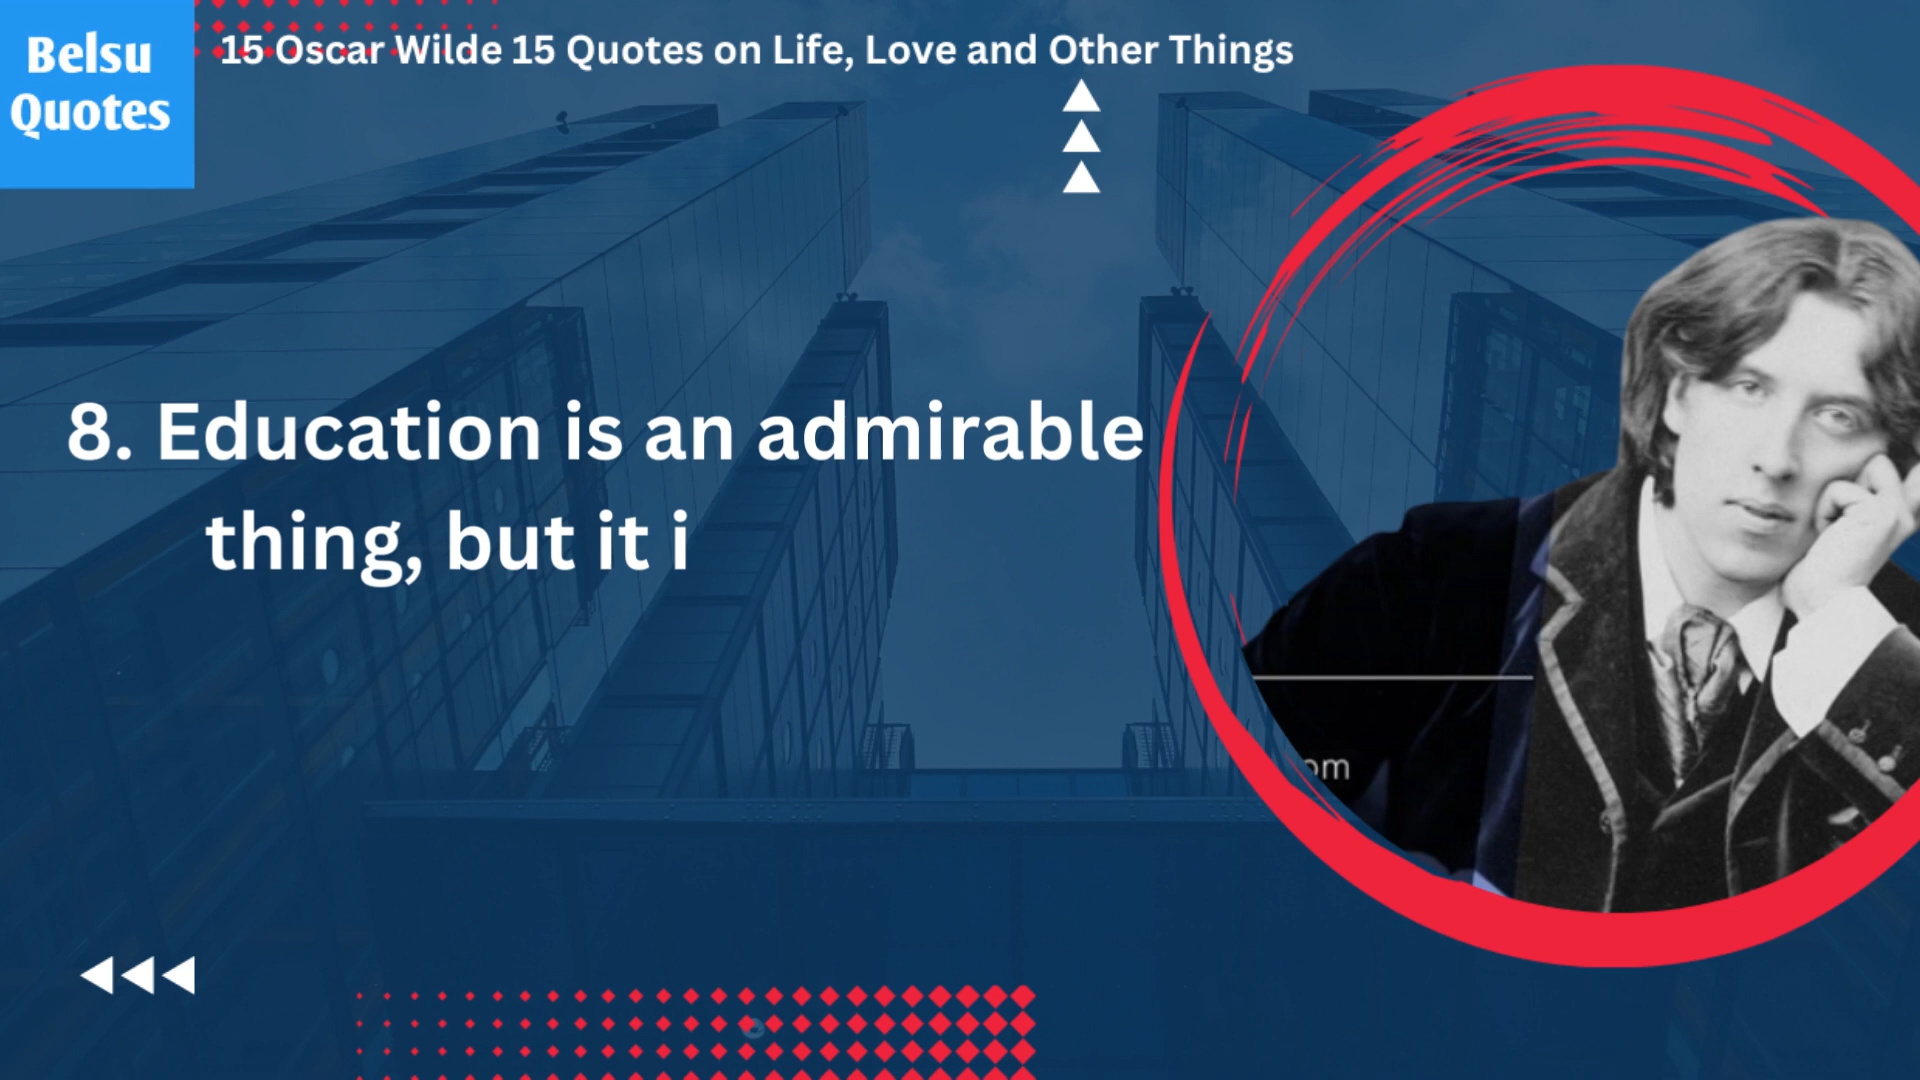 Belsu
Quotes
15 Oscar Wilde 15 Quotes on Life, Love and Other Things
8. Education is an admirable
thing, but it i
om